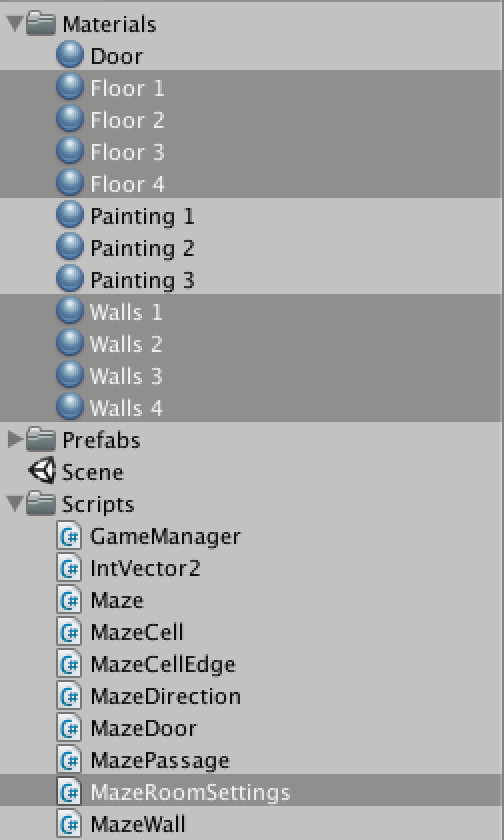 Materials
Door
Floor 1
Floor 2
Floor 3
Floor 4
Painting 1
Painting 2
Painting 3
Walls 1
Walls 2
Walls 3
Walls 4
Prefabs
Scene
Scripts
GameManager
IntVector2
Maze
MazeCell
MazeCellEdge
MazeDirection
MazeDoor
MazePassage
MazeRoomSettings
MazeWall